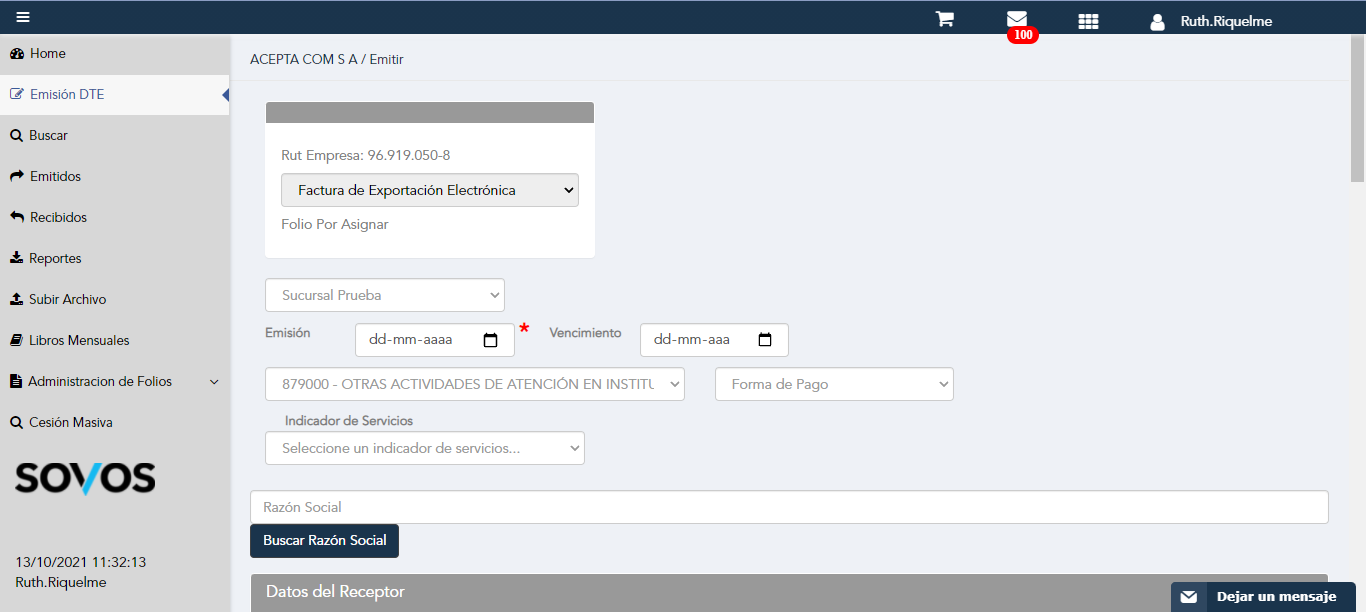 100
Ruth.Riquelme
Home
Emisión DTE
Buscar
Emitidos
Recibidos
Reportes
Subir Archivo
Libros Mensuales
Administracion de Folios
Cesión Masiva
SOVOS
13/10/2021 11:32:13
Ruth.Riquelme
ACEPTA COM S A / Emitir
Rut Empresa: 96.919.050-8
Factura de Exportación Electrónica
Folio Por Asignar
Sucursal Prueba
Emisión dd-mm-aaaa * Vencimiento dd-mm-aaa
879000 - OTRAS ACTIVIDADES DE ATENCIÓN EN INSTITU Forma de Pago
Indicador de Servicios
Seleccione un indicador de servicios...
Razón Social
Buscar Razón Social
Datos del Receptor
Dejar un mensaje